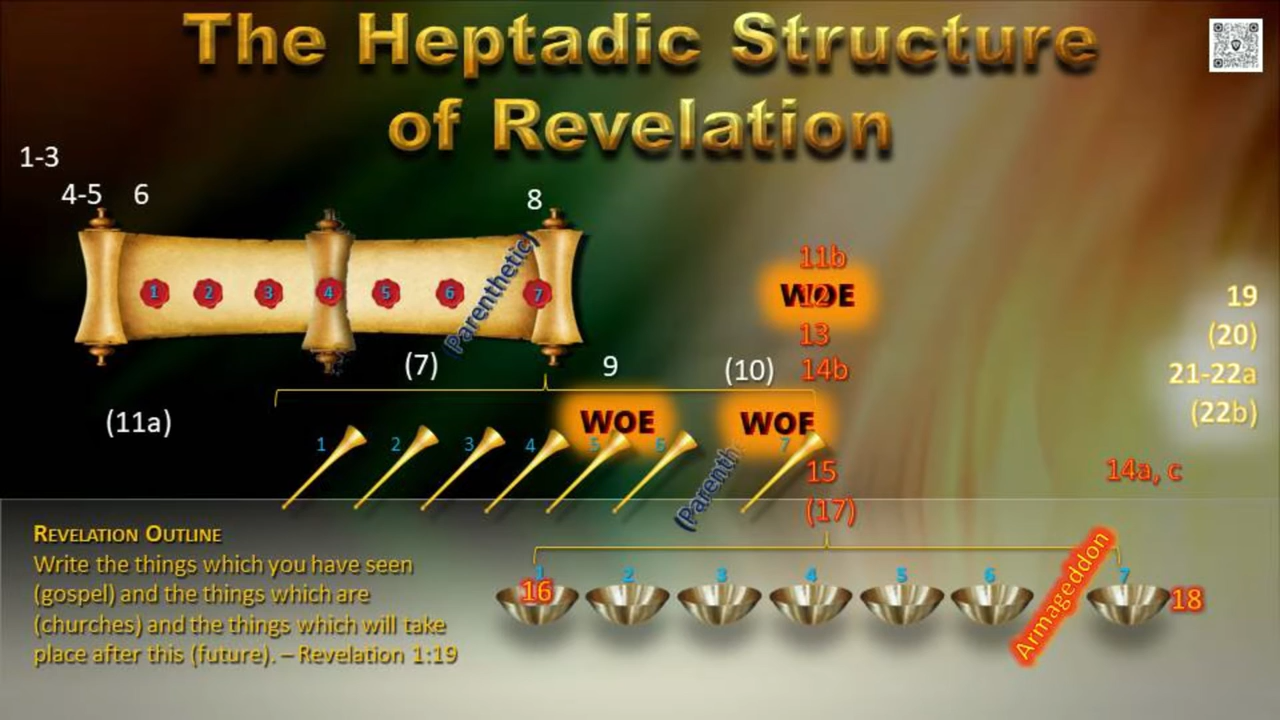 The Heptadic Structure
of Revelation
1-3
4-5 6 8
1 2 3 4 5 6 7
(Parenthetic)
11b
WOE
12
13
14b
19
(20)
21-22a
(22b)
(7) 9 (10)
(11a)
WOE WOE
1 2 3 4 5 6 7
(Parenth
15
(17)
14a, c
REVELATION OUTLINE
Write the things which you have seen
(gospel) and the things which are
(churches) and the things which will take
place after this (future). – Revelation 1:19
1 2 3 4 5 6 7
16
Armageddon
18